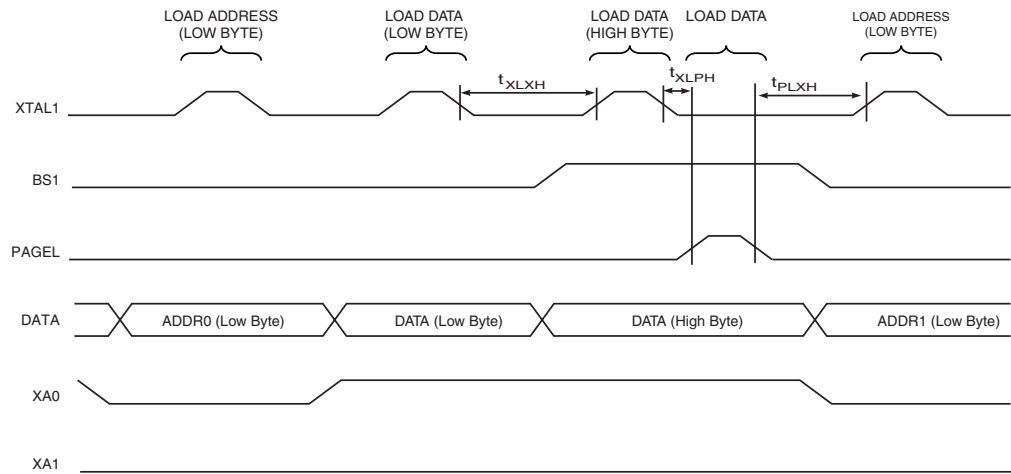 LOAD ADDRESS
(LOW BYTE)
LOAD DATA
(LOW BYTE)
LOAD DATA
(HIGH BYTE)
LOAD DATA
LOAD ADDRESS
(LOW BYTE)
XTAL1
tXLXH
tXLPH
tPLXH
BS1
PAGEL
DATA
ADDR0 (Low Byte)
DATA (Low Byte)
DATA (High Byte)
ADDR1 (Low Byte)
XA0
XA1